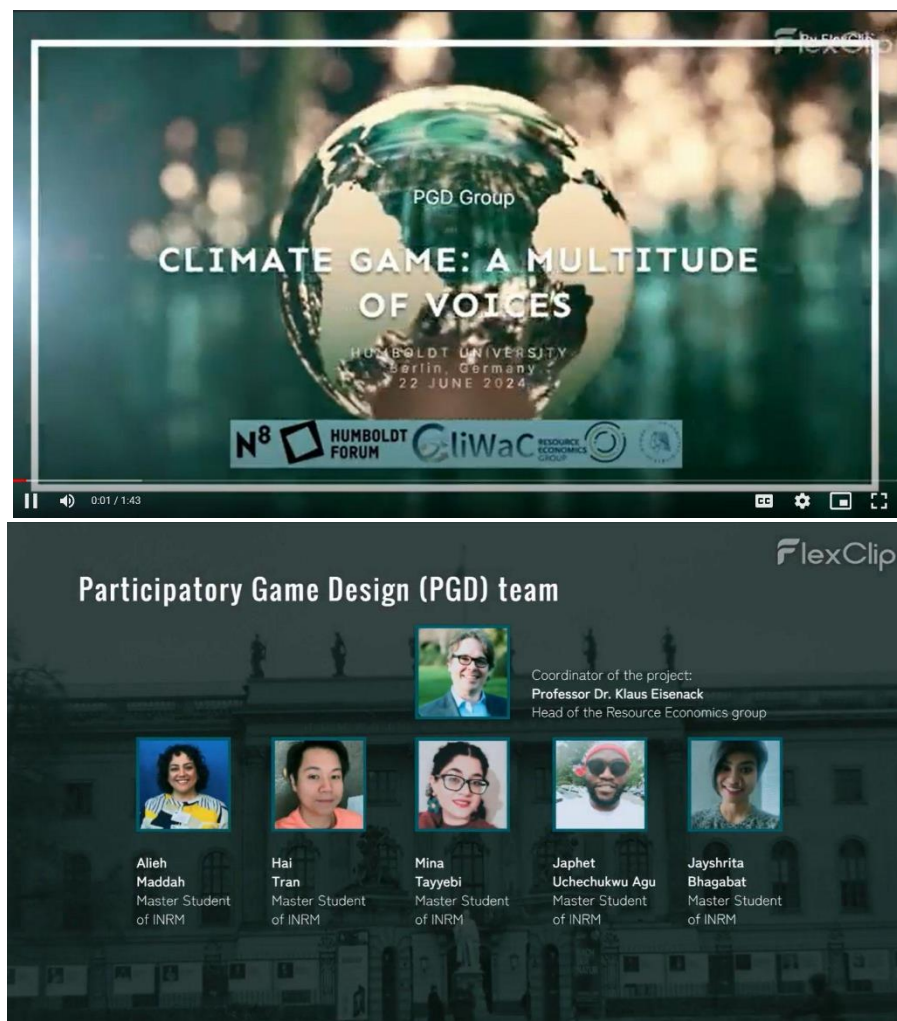 FlexClip
By FlexClip
PGD Group
CLIMATE GAME: A MULTITUDE
OF VOICES
HUMBOLDT UNIVERSITY
Berlin, Germany
22 JUNE 2024
N8 HUMBOLDT FORUM CliWaC RESOURCE ECONOMICS GROUP
0:01 / 1:43
CC
FlexClip
Participatory Game Design (PGD) team
Coordinator of the project:
Professor Dr. Klaus Eisenack
Head of the Resource Economics group
Alieh
Maddah
Master Student
of INRM
Hai
Tran
Master Student
of INRM
Mina
Tayyebi
Master Student
of INRM
Japhet
Uchechukwu Agu
Master Student
of INRM
Jayshrita
Bhagabat
Master Student
of INRM